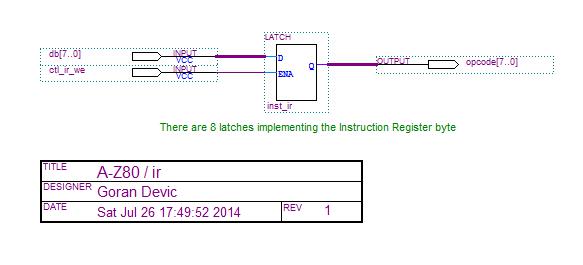 LATCH
db[7..0] INPUT VCC D Q OUTPUT opcode[7..0]
ctl_ir_we INPUT VCC ENA
inst_ir
There are 8 latches implementing the Instruction Register byte
TITLE A-Z80 / ir
DESIGNER Goran Devic
DATE Sat Jul 26 17:49:52 2014 REV 1